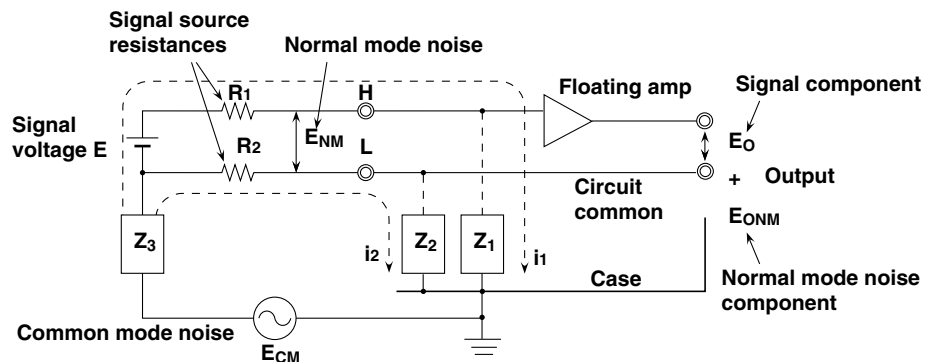 Signal source
resistances
Normal mode noise
Signal component
Floating amp
R1
H
Signal
voltage E
ENM
EO
R2
L
+
Output
Circuit
common
EONM
Z3
Z2
Z1
i2
i1
Case
Normal mode noise
component
Common mode noise
ECM